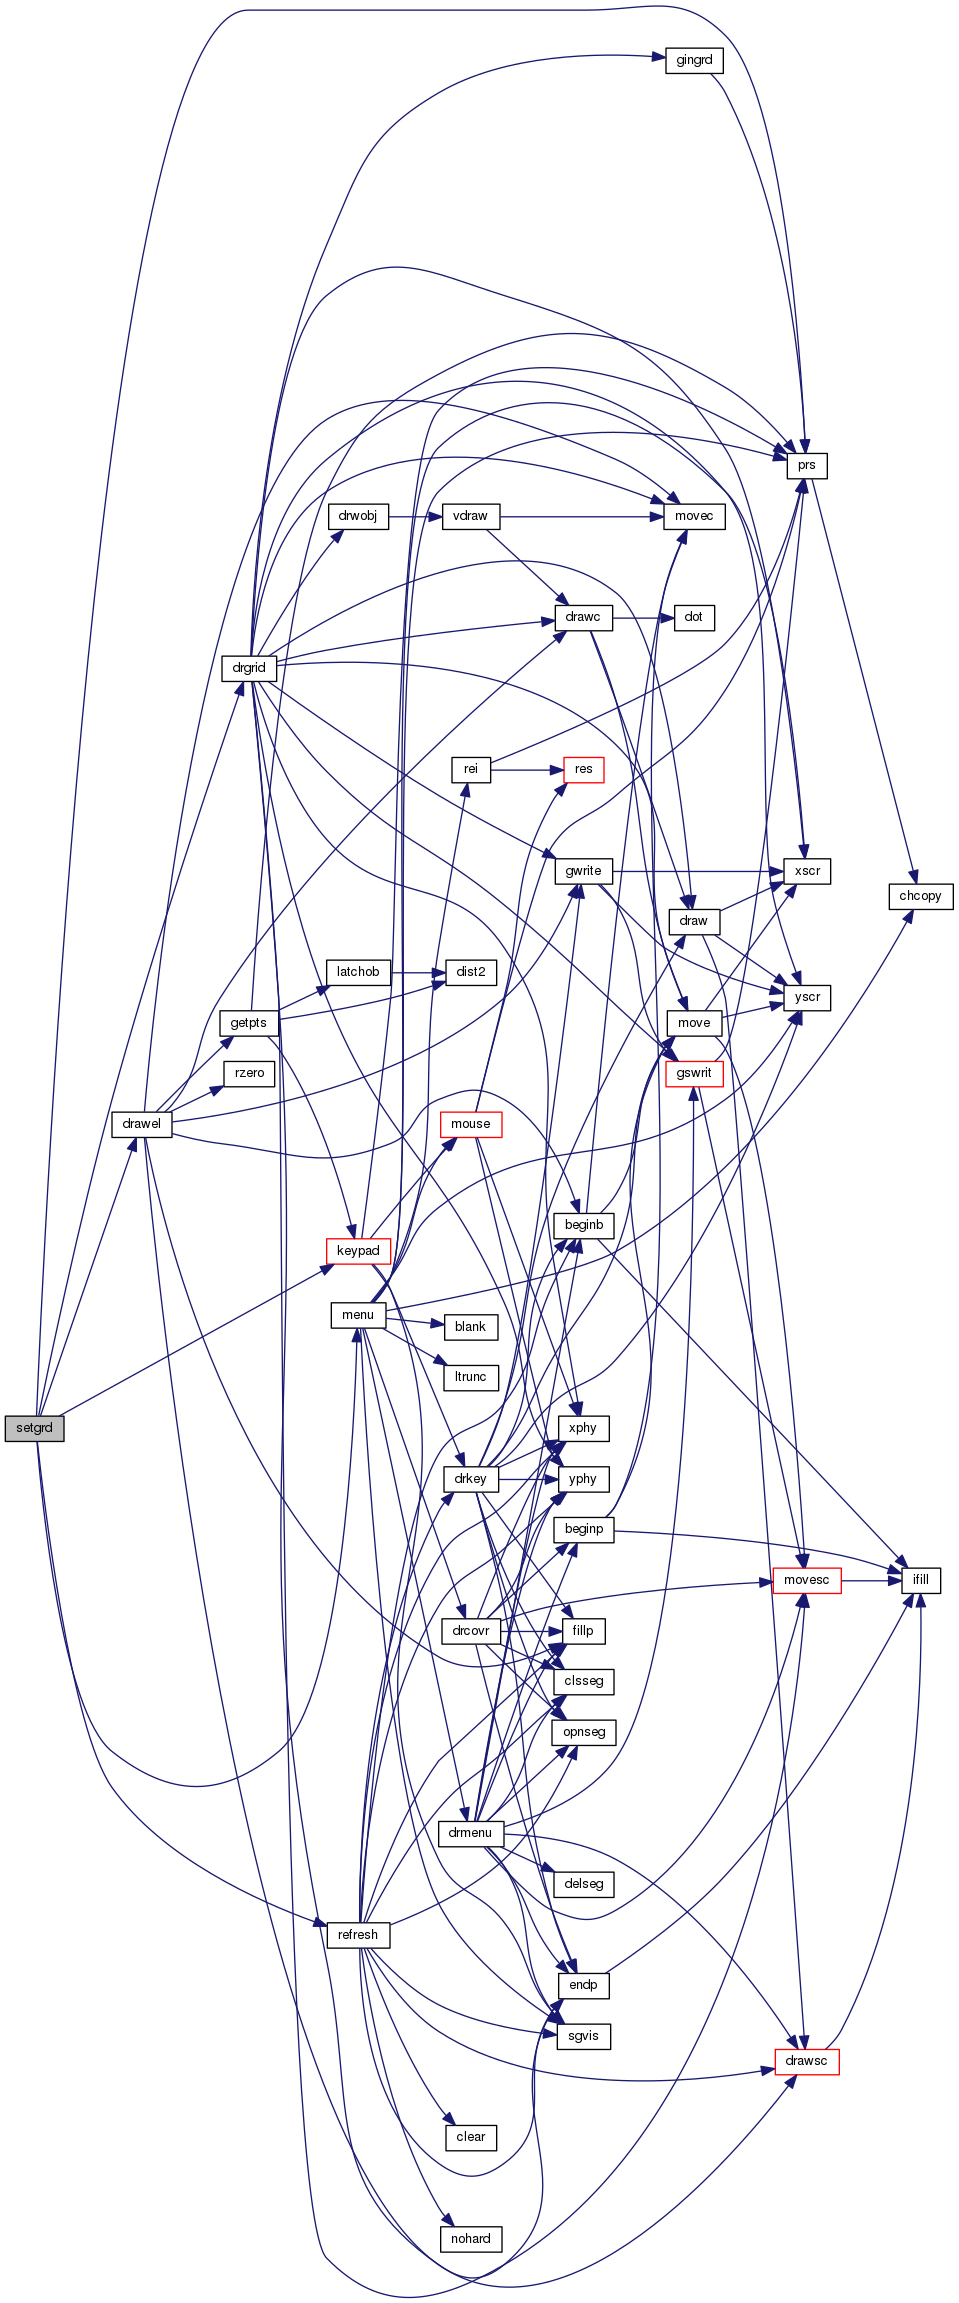 gingrd
prs
drwobj
vdraw
movec
drawc
dot
drgrid
rei
res
gwrite
xscr
chcopy
draw
latchob
dist2
yscr
getpts
move
rzero
gswrit
drawel
mouse
beginb
keypad
menu
blank
ltrunc
setgrd
xphy
drkey
yphy
beginp
movesc
ifill
drcovr
fillp
clsseg
opnseg
drmenu
delseg
refresh
endp
sgvis
drawsc
clear
nohard